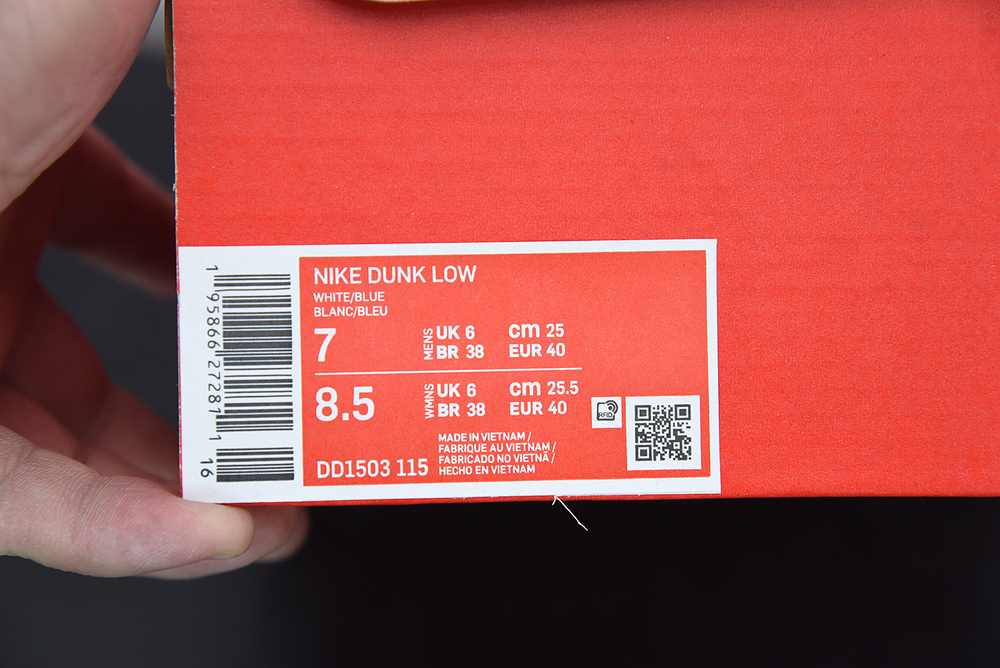 NIKE DUNK LOW
WHITE/BLUE
BLANC/BLEU
7 MENS UK 6 cm 25
BR 38 EUR 40
8.5 WMNS UK 6 cm 25.5
BR 38 EUR 40
MADE IN VIETNAM /
FABRIQUE AU VIETNAM /
FABRICADO NO VIETNÃ /
HECHO EN VIETNAM
DD1503 115
RFID
1 95866 27281 1 16